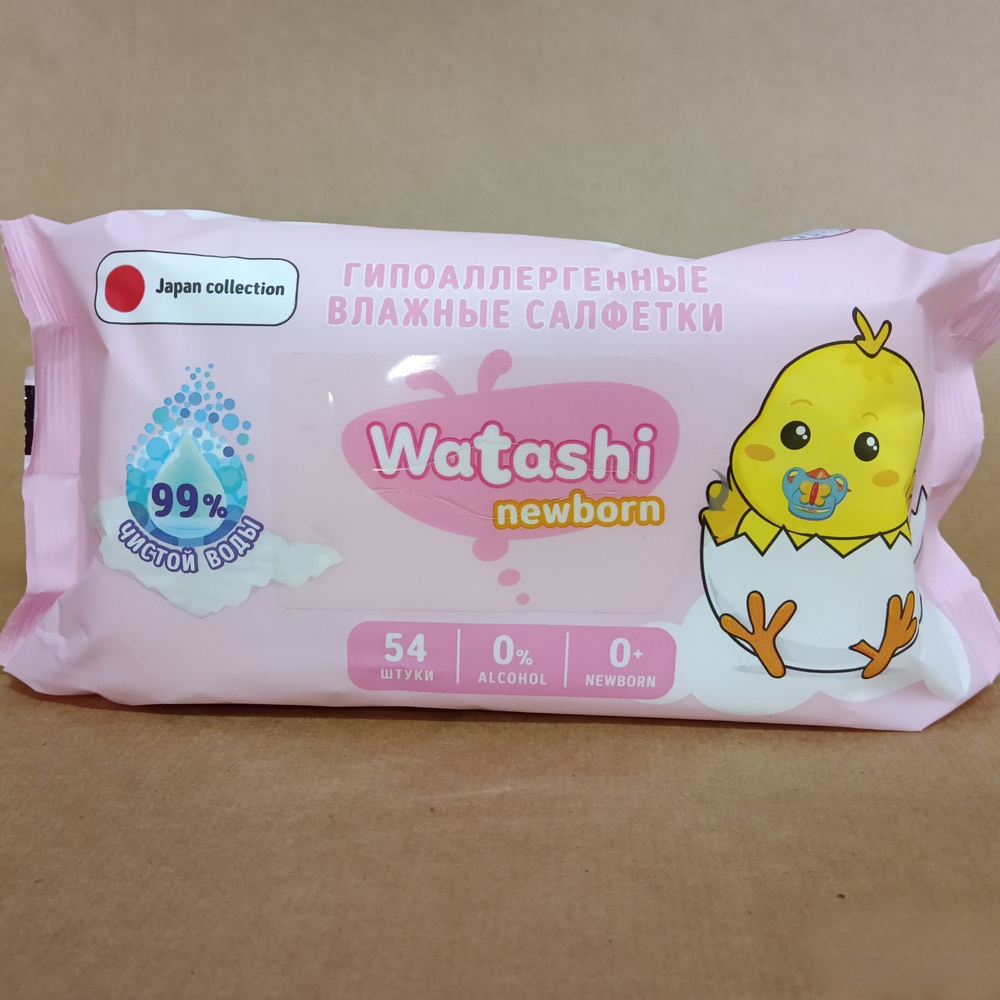 Japan collection
ГИПОАЛЛЕРГЕННЫЕ
ВЛАЖНЫЕ САЛФЕТКИ
Watashi
newborn
99%
ЧИСТОЙ ВОДЫ
54
ШТУКИ
0%
ALCOHOL
0+
NEWBORN